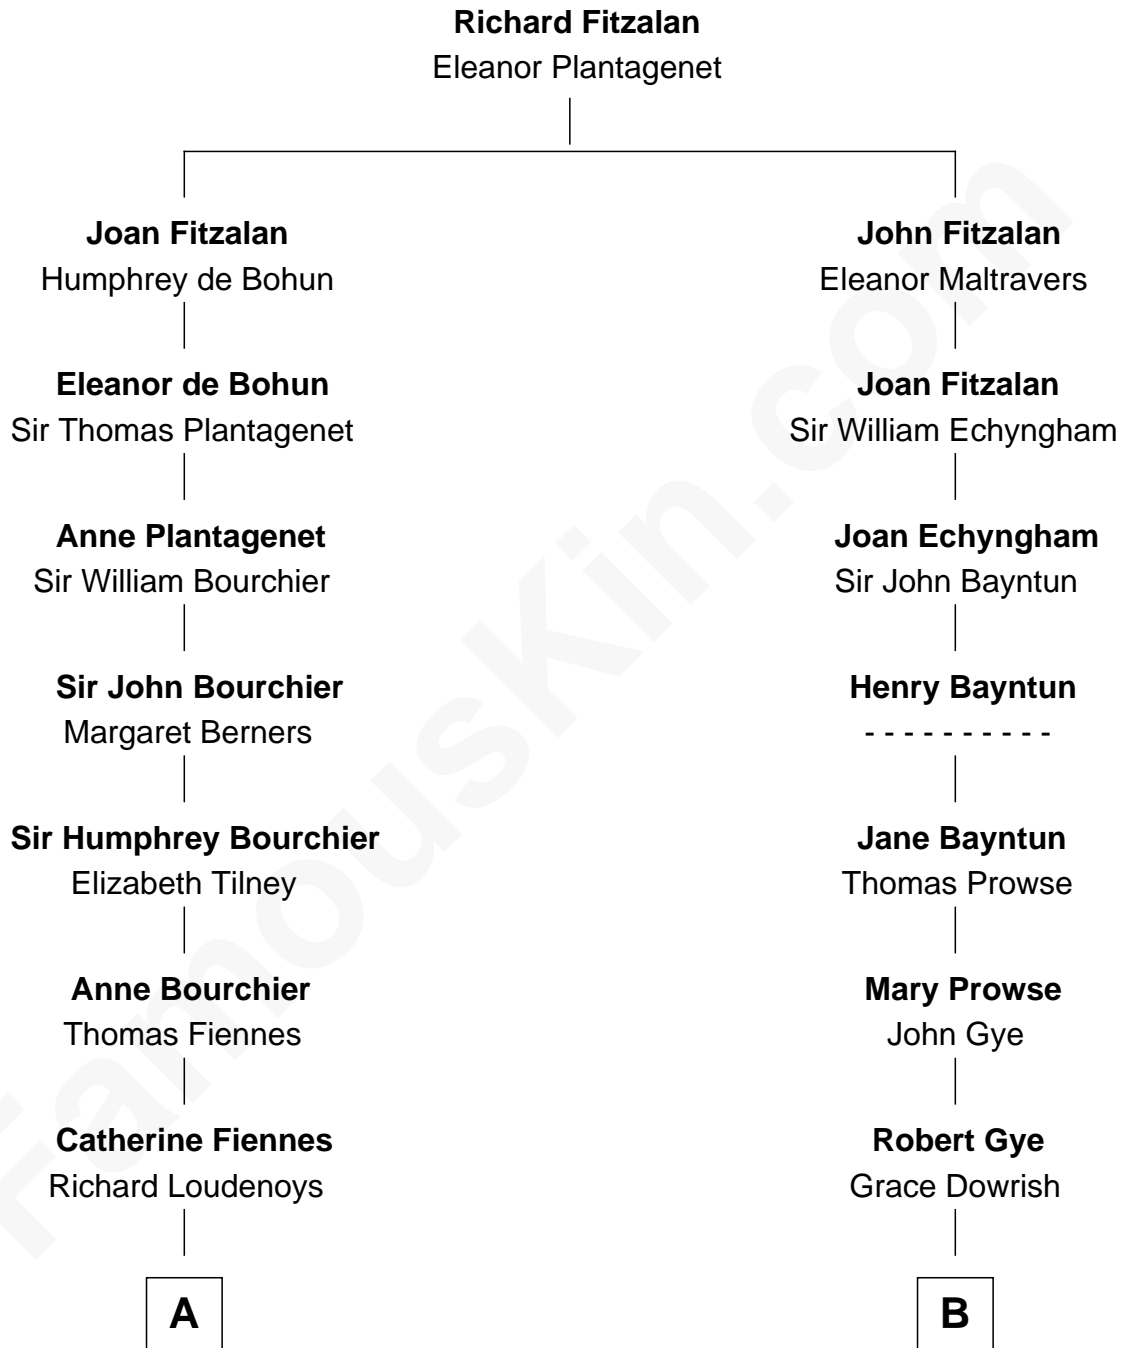 Richard Fitzalan
Eleanor Plantagenet
Joan Fitzalan
Humphrey de Bohun
Eleanor de Bohun
Sir Thomas Plantagenet
Anne Plantagenet
Sir William Bourchier
Sir John Bourchier
Margaret Berners
Sir Humphrey Bourchier
Elizabeth Tilney
Anne Bourchier
Thomas Fiennes
Catherine Fiennes
Richard Loudenoys
A
John Fitzalan
Eleanor Maltravers
Joan Fitzalan
Sir William Echyngham
Joan Echyngham
Sir John Bayntun
Henry Bayntun
- - - - - - - - - -
Jane Bayntun
Thomas Prowse
Mary Prowse
John Gye
Robert Gye
Grace Dowrish
B
FamousKin.com